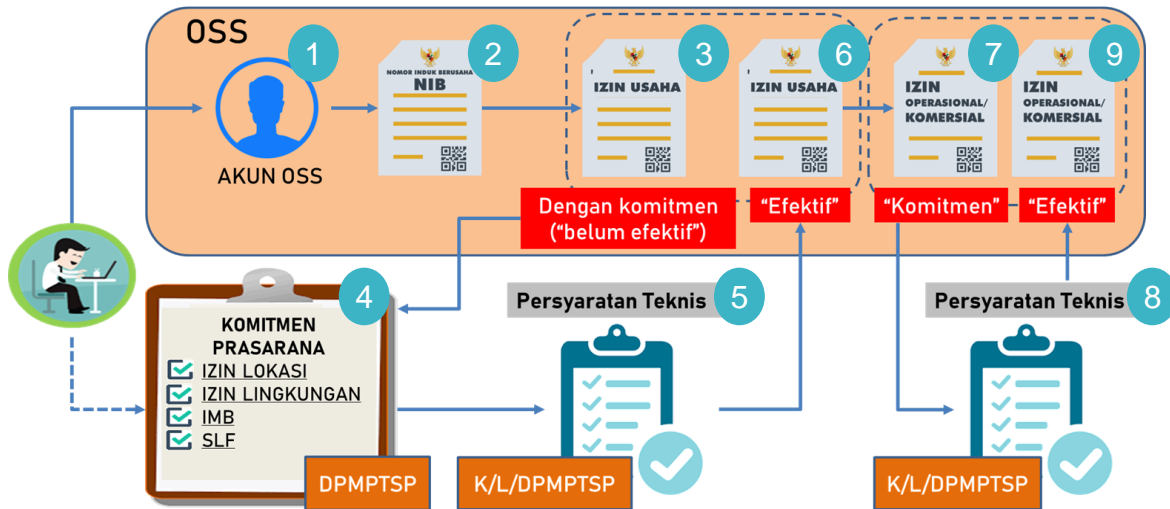 OSS
1
AKUN OSS
2
NOMOR INDUK BERUSAHA
NIB
3
IZIN USAHA
6
IZIN USAHA
7
IZIN
OPERASIONAL/
KOMERSIAL
9
IZIN
OPERASIONAL/
KOMERSIAL
Dengan komitmen
(“belum efektif”)
“Efektif”
“Komitmen”
“Efektif”
4
KOMITMEN
PRASARANA
IZIN LOKASI
IZIN LINGKUNGAN
IMB
SLF
DPMPTSP
Persyaratan Teknis
5
K/L/DPMPTSP
Persyaratan Teknis
8
K/L/DPMPTSP